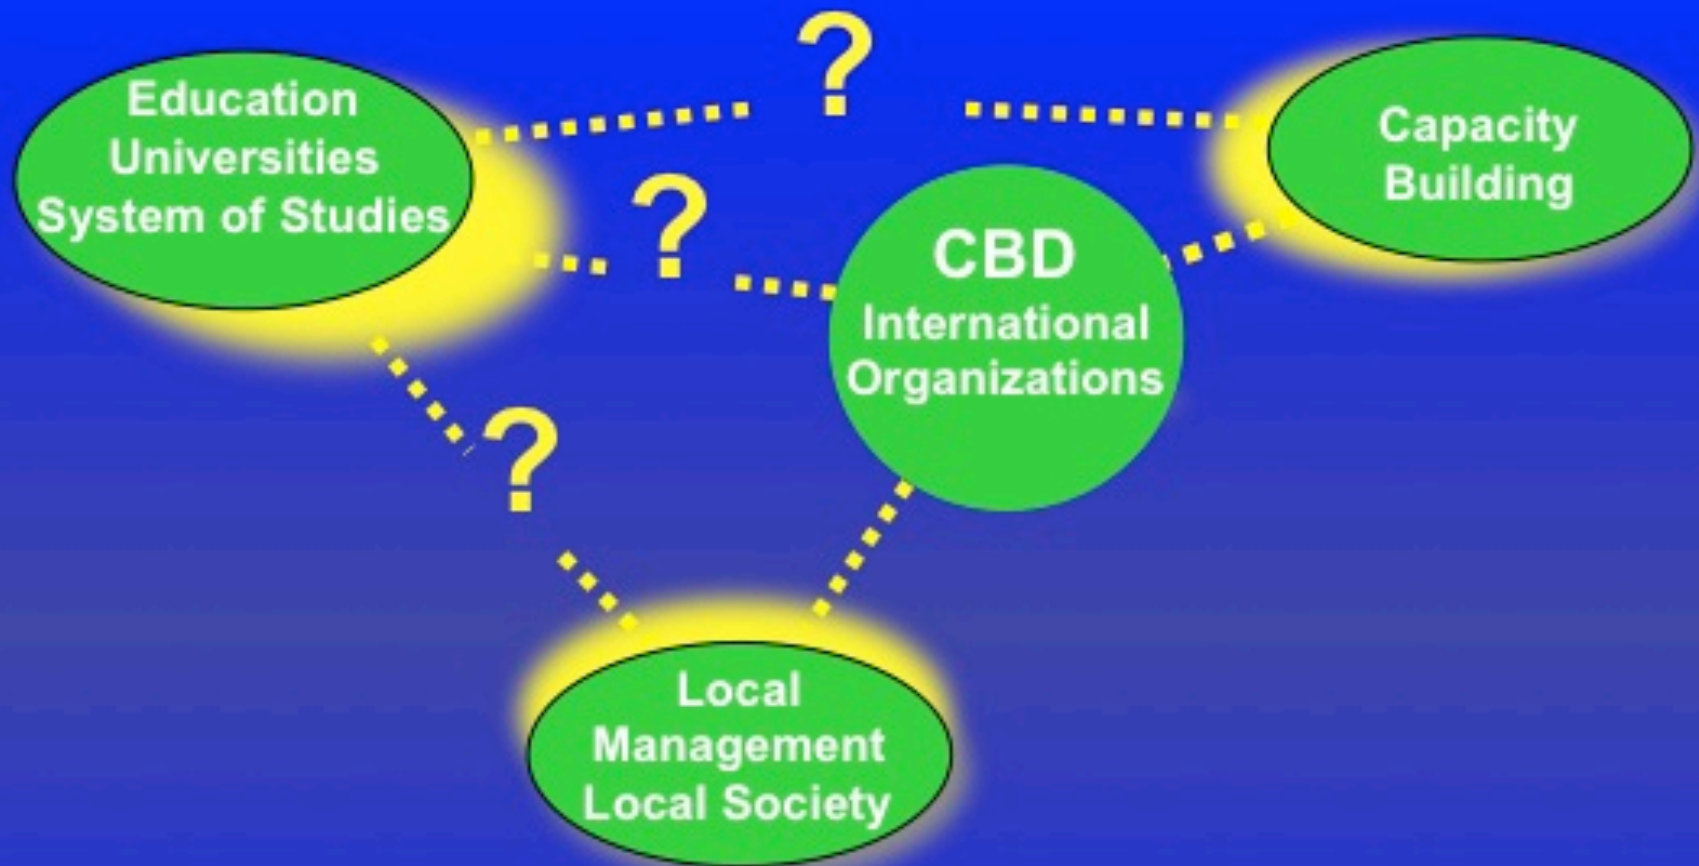 ?
Education
Universities
System of Studies
Capacity
Building
?
CBD
International
Organizations
?
Local
Management
Local Society